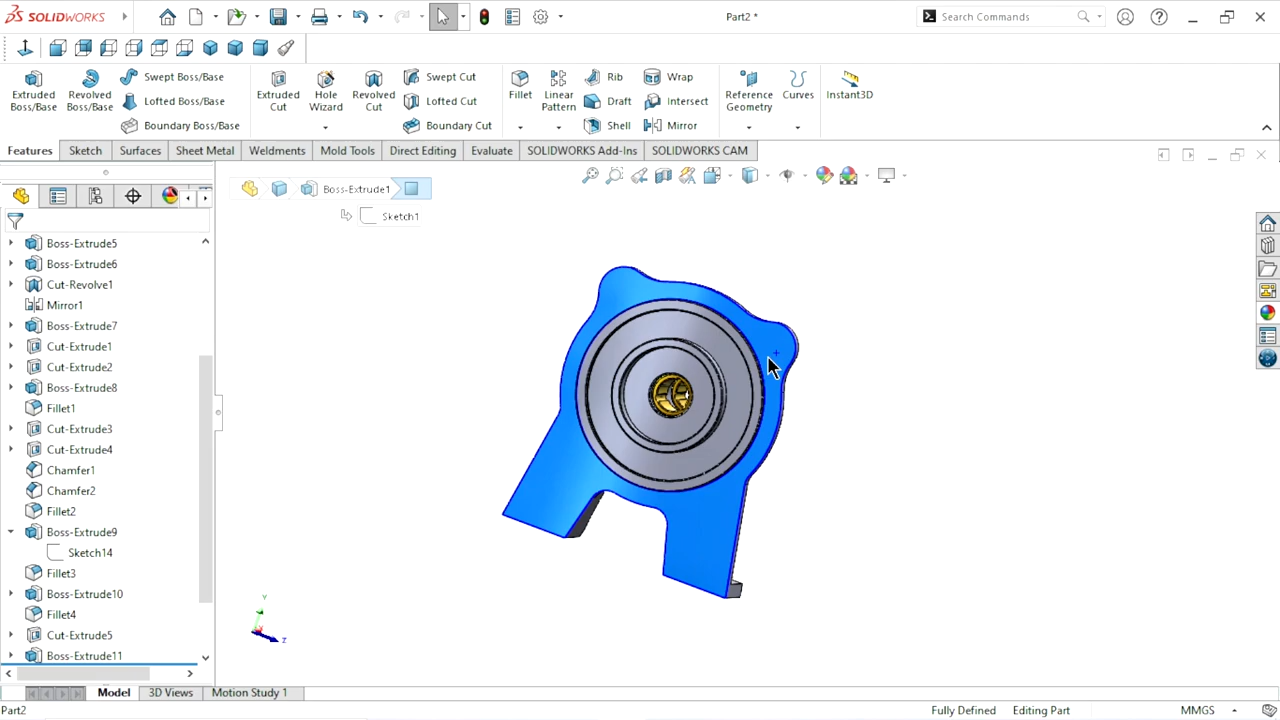 SOLIDWORKS
Part2 *
Search Commands
Extruded Boss/Base
Revolved Boss/Base
Swept Boss/Base
Lofted Boss/Base
Boundary Boss/Base
Extruded Cut
Hole Wizard
Revolved Cut
Swept Cut
Lofted Cut
Boundary Cut
Fillet
Linear Pattern
Rib
Draft
Shell
Wrap
Intersect
Mirror
Reference Geometry
Curves
Instant3D
Features
Sketch
Surfaces
Sheet Metal
Weldments
Mold Tools
Direct Editing
Evaluate
SOLIDWORKS Add-Ins
SOLIDWORKS CAM
Boss-Extrude1
Sketch1
Boss-Extrude5
Boss-Extrude6
Cut-Revolve1
Mirror1
Boss-Extrude7
Cut-Extrude1
Cut-Extrude2
Boss-Extrude8
Fillet1
Cut-Extrude3
Cut-Extrude4
Chamfer1
Chamfer2
Fillet2
Boss-Extrude9
Sketch14
Fillet3
Boss-Extrude10
Fillet4
Cut-Extrude5
Boss-Extrude11
Y
Z
Model
3D Views
Motion Study 1
Part2
Fully Defined
Editing Part
MMGS